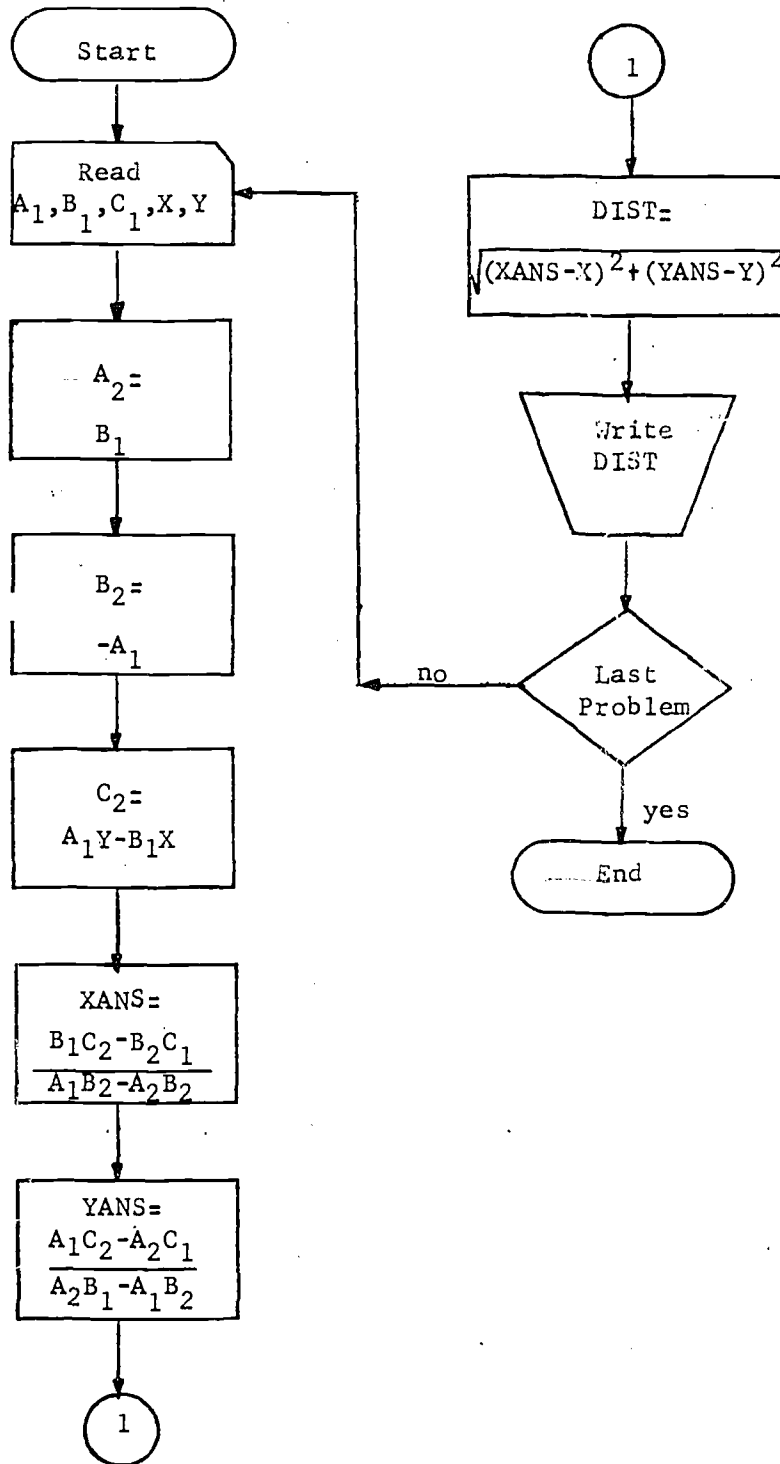 Start
Read
A₁,B₁,C₁,X,Y
A₂=
B₁
B₂=
-A₁
C₂=
A₁Y-B₁X
XANS=
B₁C₂-B₂C₁
A₁B₂-A₂B₂
YANS=
A₁C₂-A₂C₁
A₂B₁-A₁B₂
1
1
DIST=
√(XANS-X)²+(YANS-Y)²
Write
DIST
Last
Problem
no
yes
End